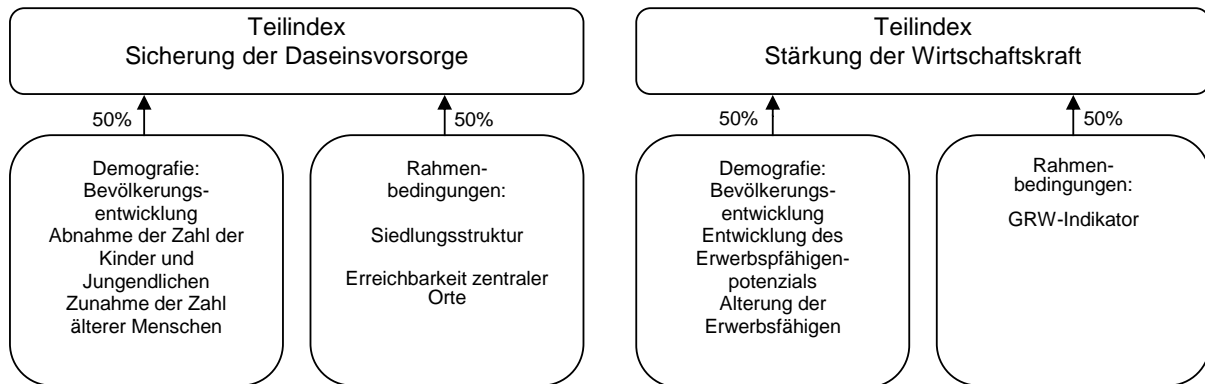 Teilindex
Sicherung der Daseinsvorsorge
Teilindex
Stärkung der Wirtschaftskraft
50%
50%
50%
50%
Demografie:
Bevölkerungs-
entwicklung
Abnahme der Zahl der
Kinder und
Jungendlichen
Zunahme der Zahl
älterer Menschen
Rahmen-
bedingungen:
Siedlungsstruktur
Erreichbarkeit zentraler
Orte
Demografie:
Bevölkerungs-
entwicklung
Entwicklung des
Erwerbspfähigen-
potenzials
Alterung der
Erwerbsfähigen
Rahmen-
bedingungen:
GRW-Indikator